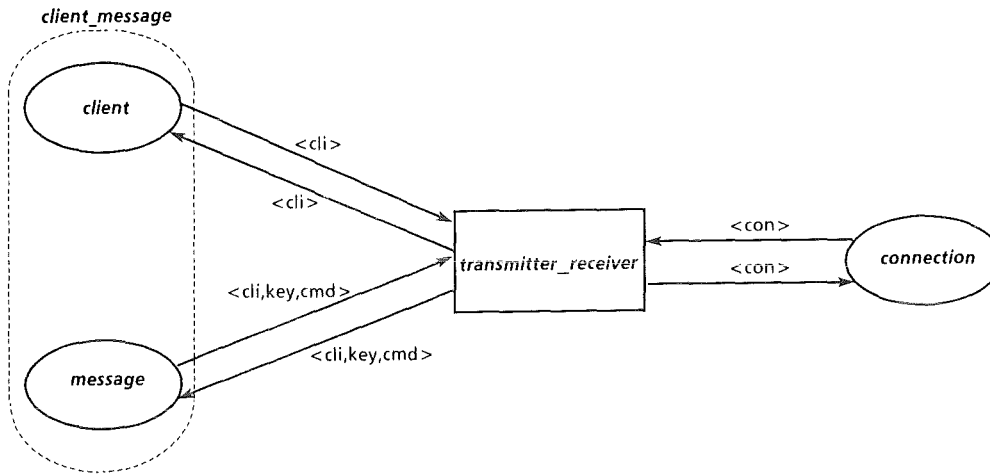 client_message
client
<cli>
<cli>
<con>
transmitter_receiver
connection
<con>
<cli,key,cmd>
<cli,key,cmd>
message